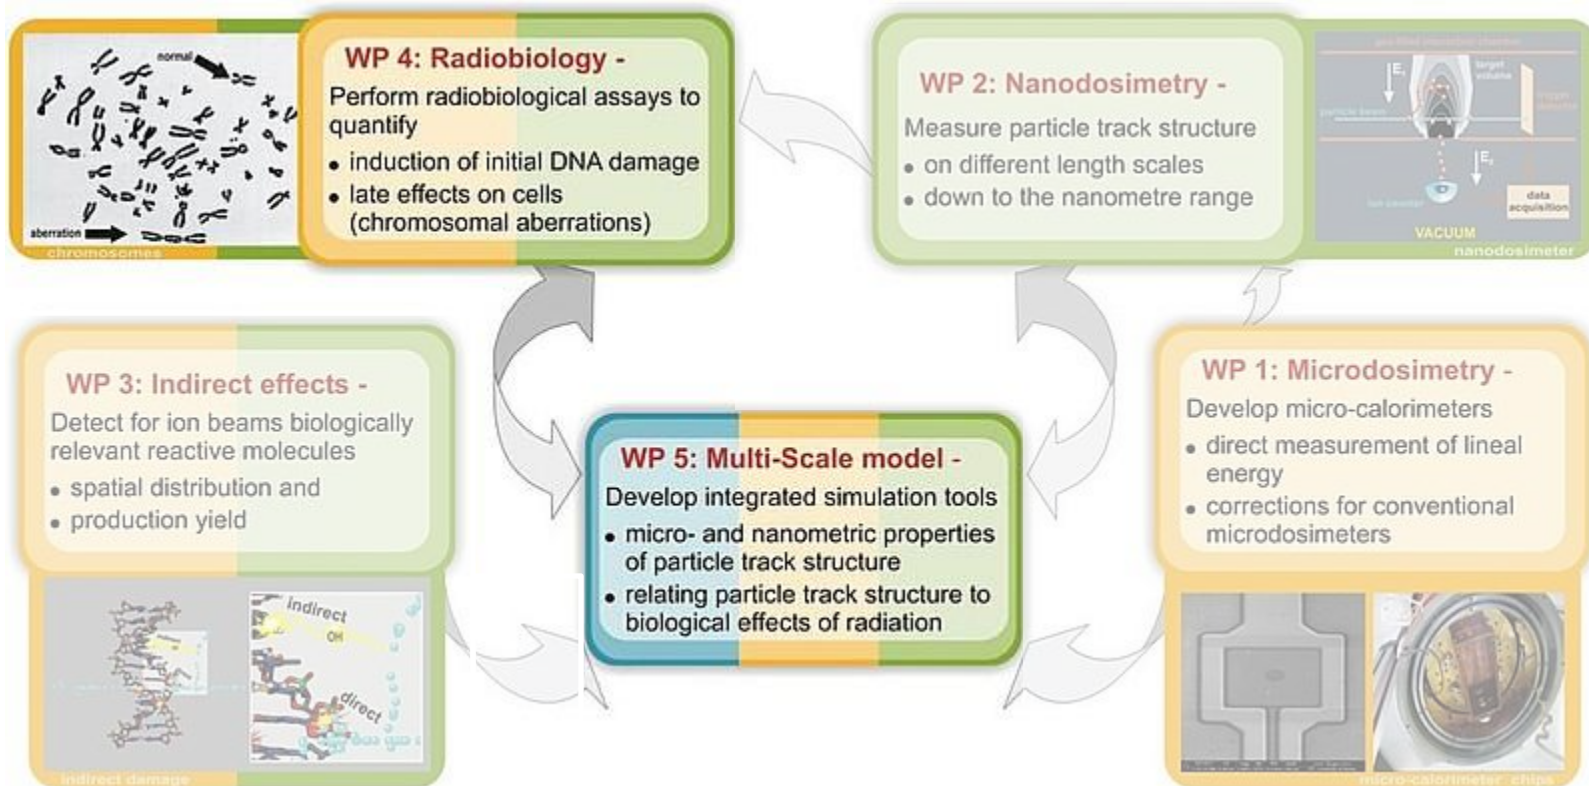 normal
aberration
chromosomes
WP 4: Radiobiology -
Perform radiobiological assays to
quantify
• induction of initial DNA damage
• late effects on cells
(chromosomal aberrations)
WP 2: Nanodosimetry -
Measure particle track structure
• on different length scales
• down to the nanometre range
E₁
target
volume
particle beam
E₂
ion counter
data
acquisition
VACUUM
nanodosimeter
WP 3: Indirect effects -
Detect for ion beams biologically
relevant reactive molecules
• spatial distribution and
• production yield
indirect
OH
direct
Indirect damage
WP 5: Multi-Scale model -
Develop integrated simulation tools
• micro- and nanometric properties
of particle track structure
• relating particle track structure to
biological effects of radiation
WP 1: Microdosimetry -
Develop micro-calorimeters
• direct measurement of lineal
energy
• corrections for conventional
microdosimeters
micro-calorimeter chips